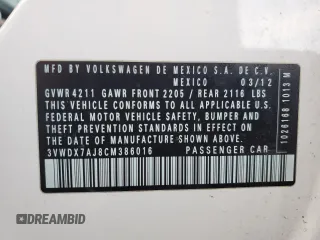 MFD. BY VOLKSWAGEN DE MEXICO S.A. DE C.V.
MEXICO 03/12
GVWR 4211 GAWR FRONT 2205 / REAR 2116 LBS
THIS VEHICLE CONFORMS TO ALL APPLICABLE U.S.
FEDERAL MOTOR VEHICLE SAFETY, BUMPER AND
THEFT PREVENTION STANDARDS IN EFFECT
ON THE DATE OF MANUFACTURE SHOWN ABOVE.
3VWDX7AJ8CM386016 PASSENGER CAR
1026168 1013 M
DREAMBID